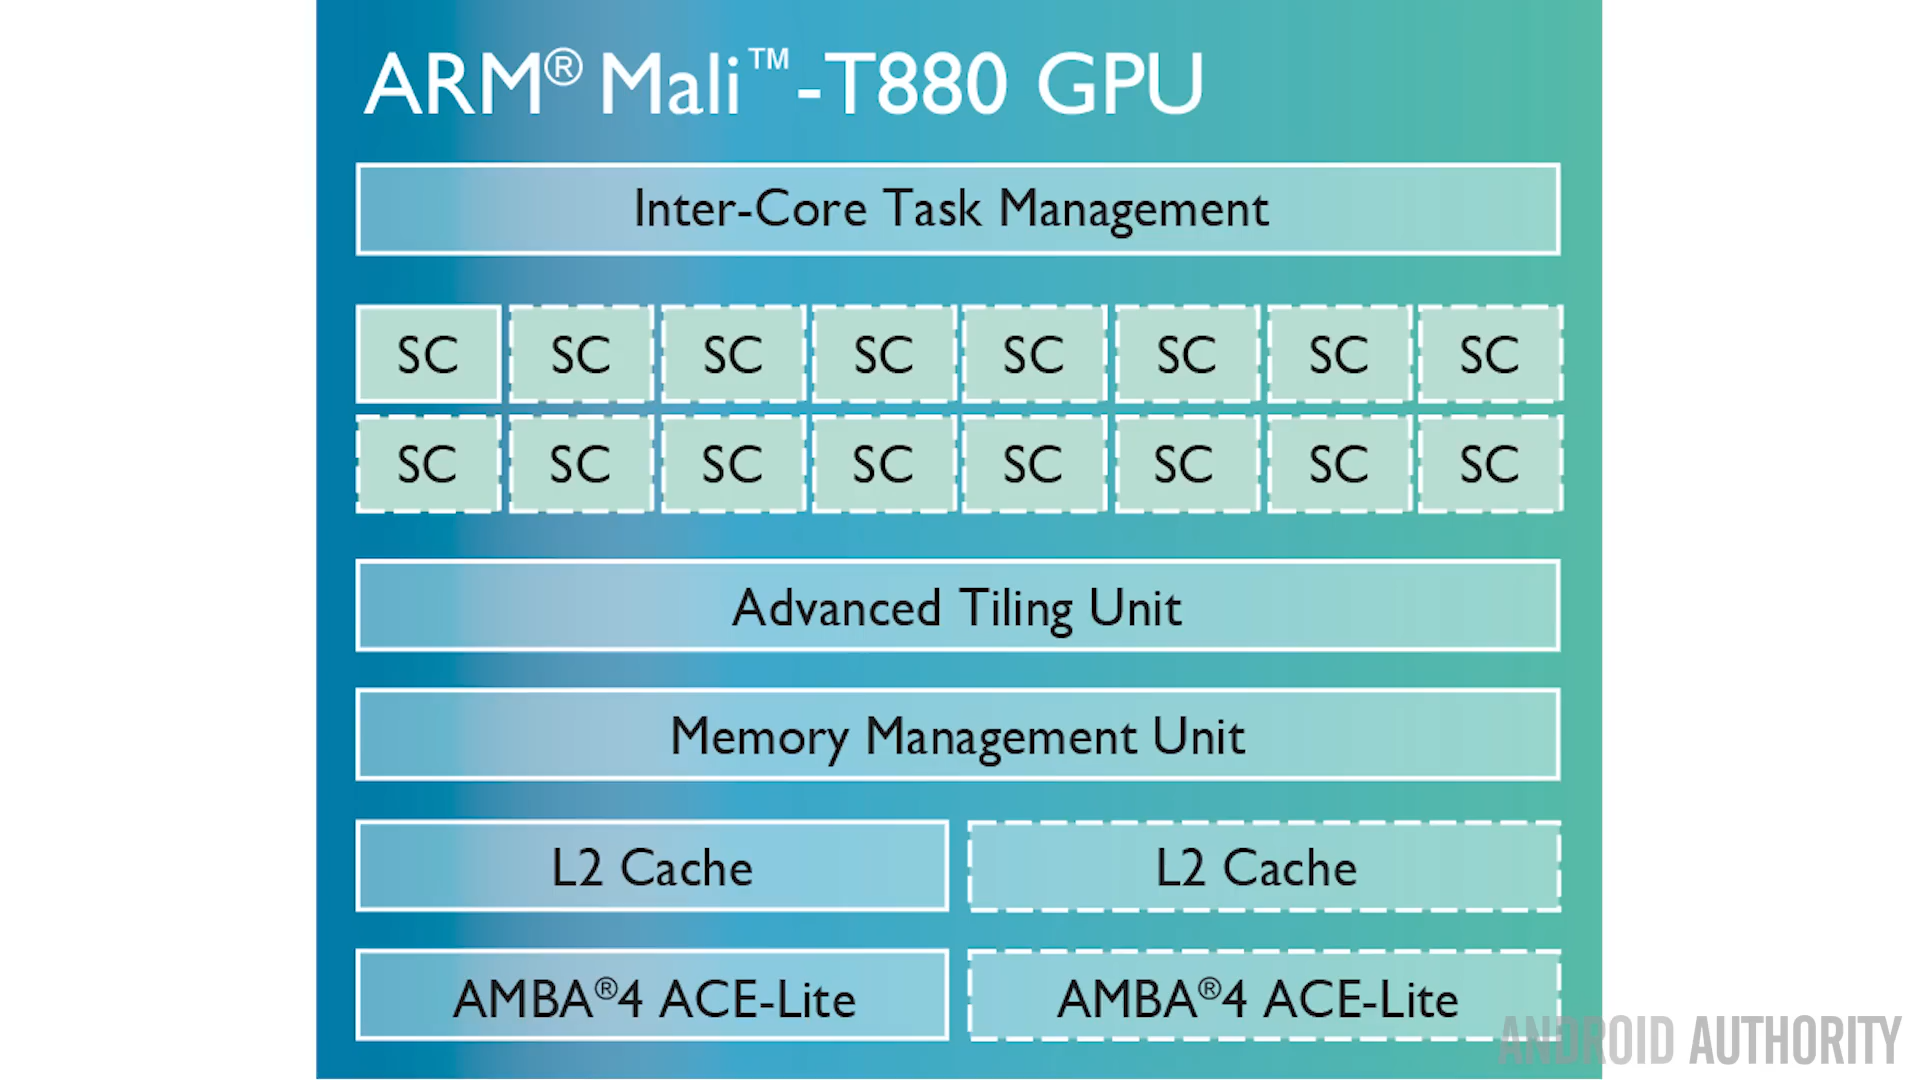 ARM® Mali™-T880 GPU
Inter-Core Task Management
SC SC SC SC SC SC SC SC
SC SC SC SC SC SC SC SC
Advanced Tiling Unit
Memory Management Unit
L2 Cache L2 Cache
AMBA®4 ACE-Lite AMBA®4 ACE-Lite
ANDROID AUTHORITY